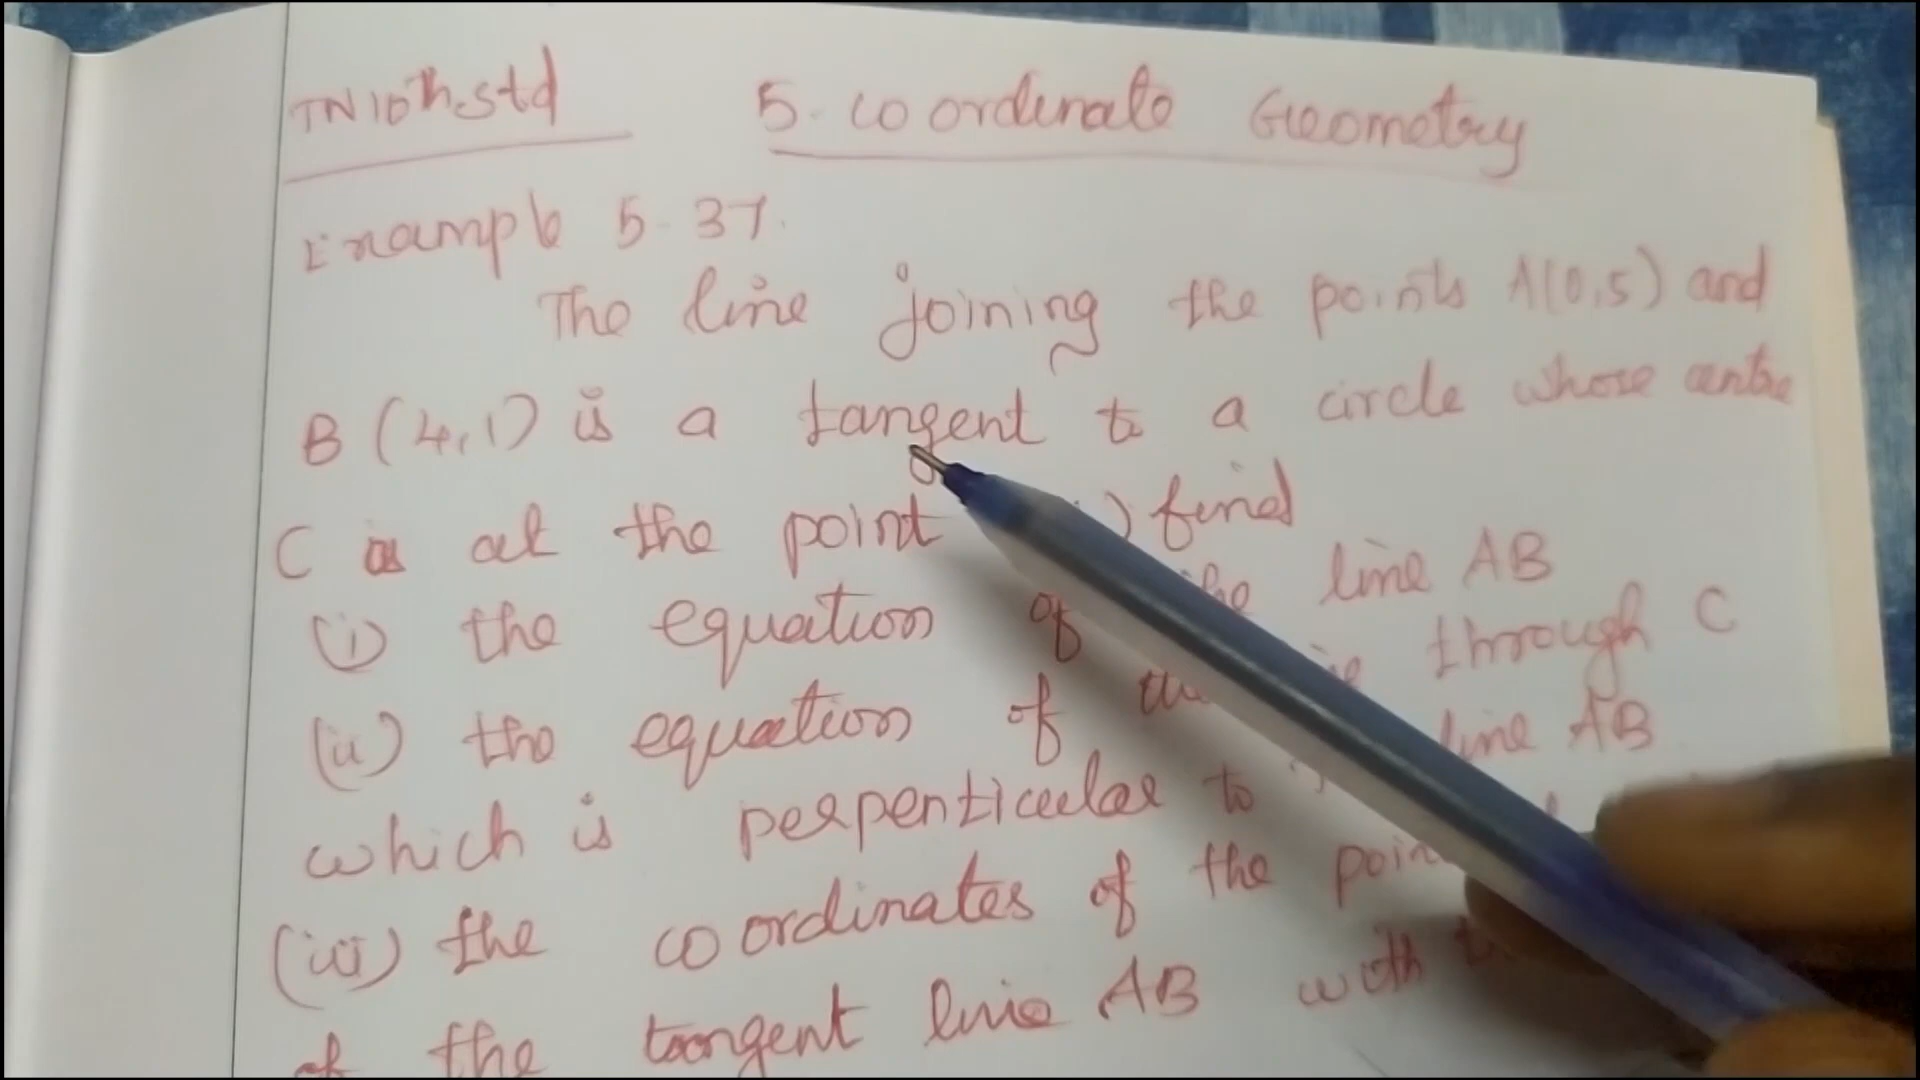 TN 10th.std 5. Coordinate Geometry
Example 5.37.
The line joining the points A(0,5) and
B (4,1) is a tangent to a circle whose centre
C is at the point ) find
(i) the equation of the line AB
(ii) the equation of through C
which is perpenticular to line AB
(iii) the coordinates of the
of the tangent line AB with